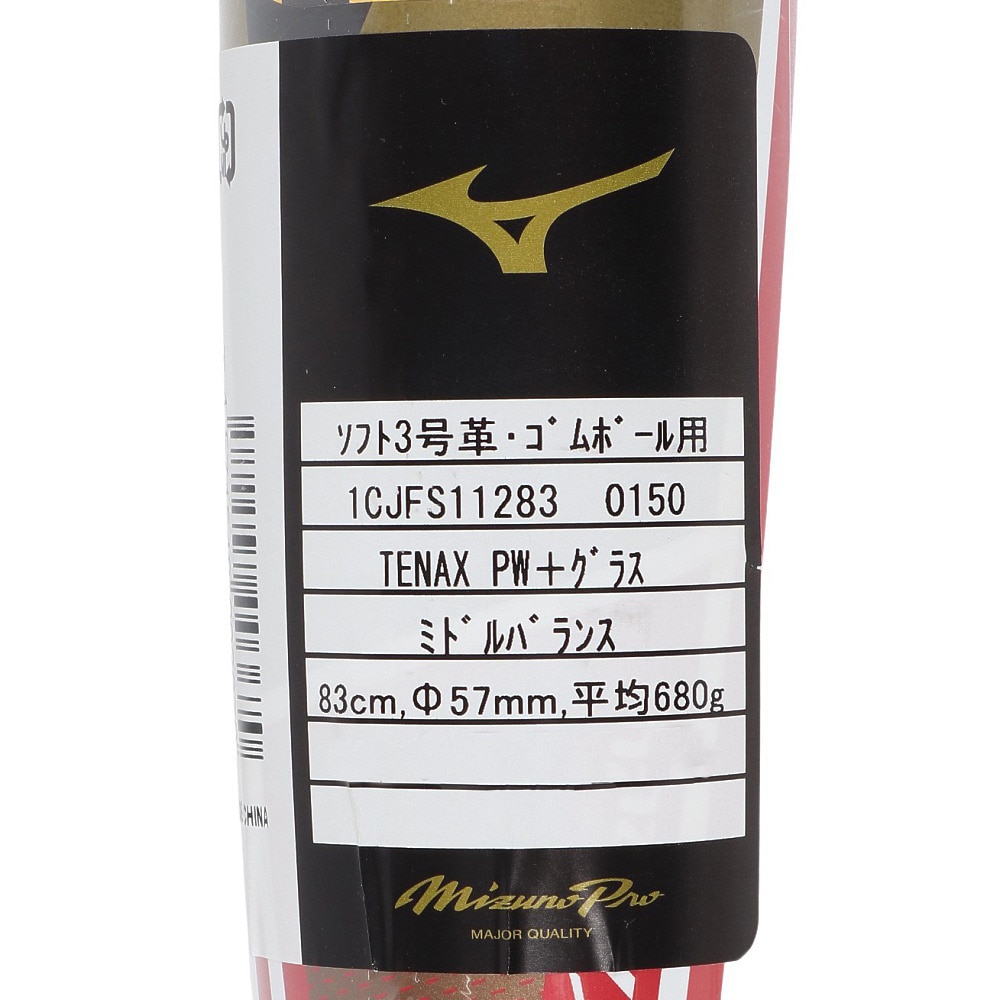 ソフト3号革・ゴムボール用
1CJFS11283 0150
TENAX PW+グラス
ミドルバランス
83cm,Φ57mm,平均680g
CHINA
Mizuno Pro
MAJOR QUALITY